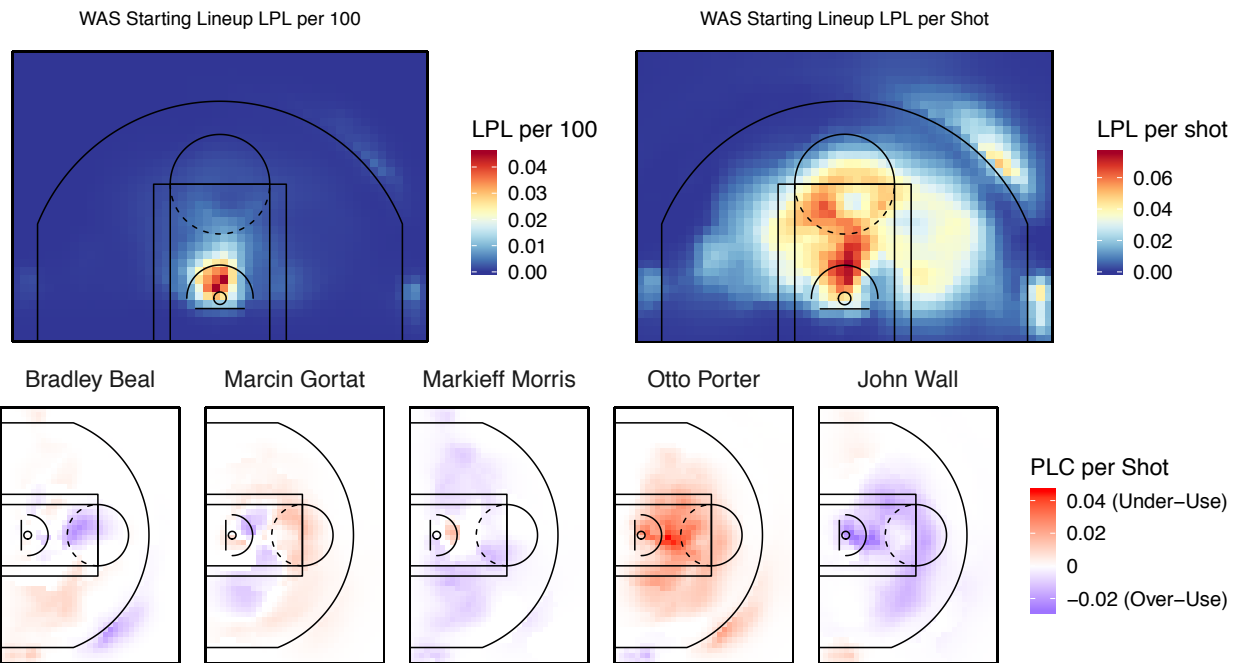 WAS Starting Lineup LPL per 100
WAS Starting Lineup LPL per Shot
LPL per 100
0.04
0.03
0.02
0.01
0.00
LPL per shot
0.06
0.04
0.02
0.00
Bradley Beal
Marcin Gortat
Markieff Morris
Otto Porter
John Wall
PLC per Shot
0.04 (Under−Use)
0.02
0
−0.02 (Over−Use)